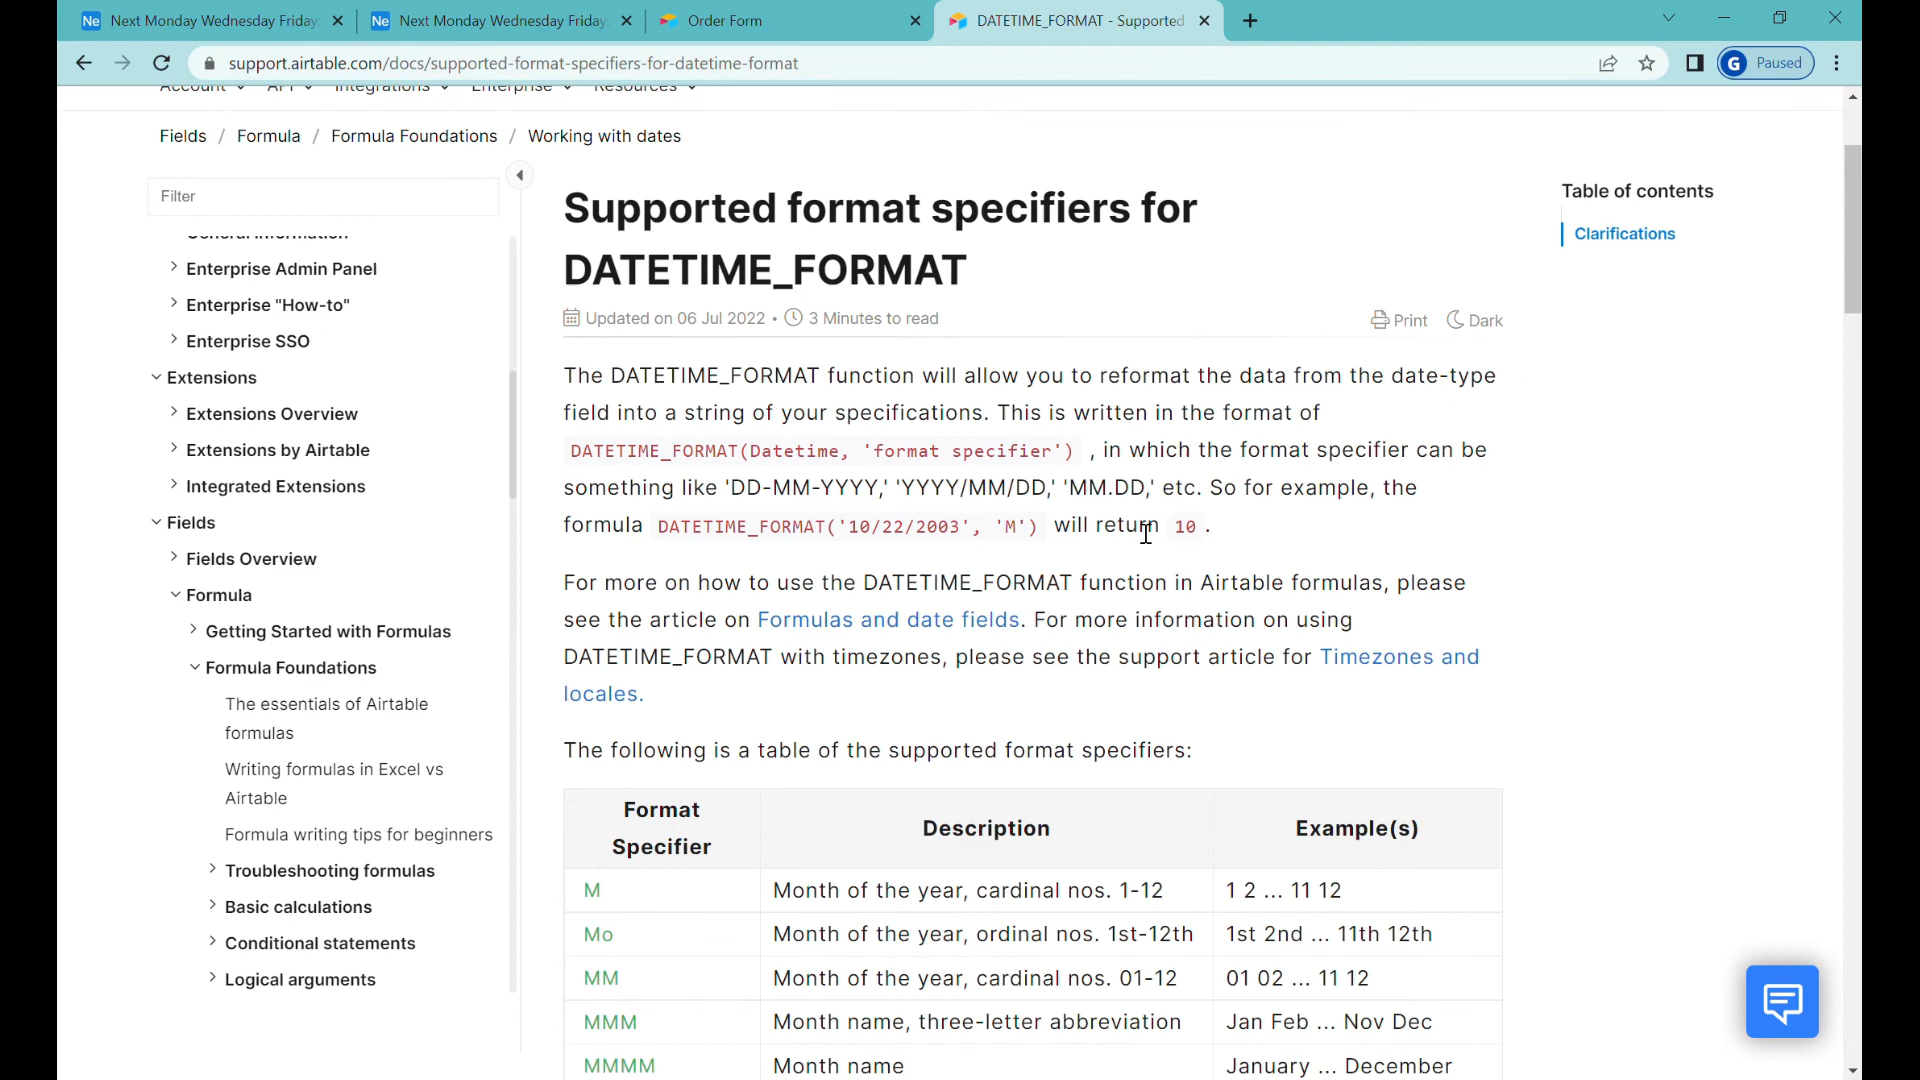 Next Monday Wednesday Friday
Next Monday Wednesday Friday
Order Form
DATETIME_FORMAT - Supported
support.airtable.com/docs/supported-format-specifiers-for-datetime-format
G Paused
Account API Integrations Enterprise Resources
Fields / Formula / Formula Foundations / Working with dates
Filter
General Information
Enterprise Admin Panel
Enterprise "How-to"
Enterprise SSO
Extensions
Extensions Overview
Extensions by Airtable
Integrated Extensions
Fields
Fields Overview
Formula
Getting Started with Formulas
Formula Foundations
The essentials of Airtable
formulas
Writing formulas in Excel vs
Airtable
Formula writing tips for beginners
Troubleshooting formulas
Basic calculations
Conditional statements
Logical arguments
Supported format specifiers for
DATETIME_FORMAT
Updated on 06 Jul 2022 • 3 Minutes to read
Print Dark
The DATETIME_FORMAT function will allow you to reformat the data from the date-type
field into a string of your specifications. This is written in the format of
DATETIME_FORMAT(Datetime, 'format specifier') , in which the format specifier can be
something like 'DD-MM-YYYY,' 'YYYY/MM/DD,' 'MM.DD,' etc. So for example, the
formula DATETIME_FORMAT('10/22/2003', 'M') will return 10 .
For more on how to use the DATETIME_FORMAT function in Airtable formulas, please
see the article on Formulas and date fields. For more information on using
DATETIME_FORMAT with timezones, please see the support article for Timezones and
locales.
The following is a table of the supported format specifiers:
Format
Specifier
Description
Example(s)
M Month of the year, cardinal nos. 1-12 1 2 ... 11 12
Mo Month of the year, ordinal nos. 1st-12th 1st 2nd ... 11th 12th
MM Month of the year, cardinal nos. 01-12 01 02 ... 11 12
MMM Month name, three-letter abbreviation Jan Feb ... Nov Dec
MMMM Month name January ... December
Table of contents
Clarifications